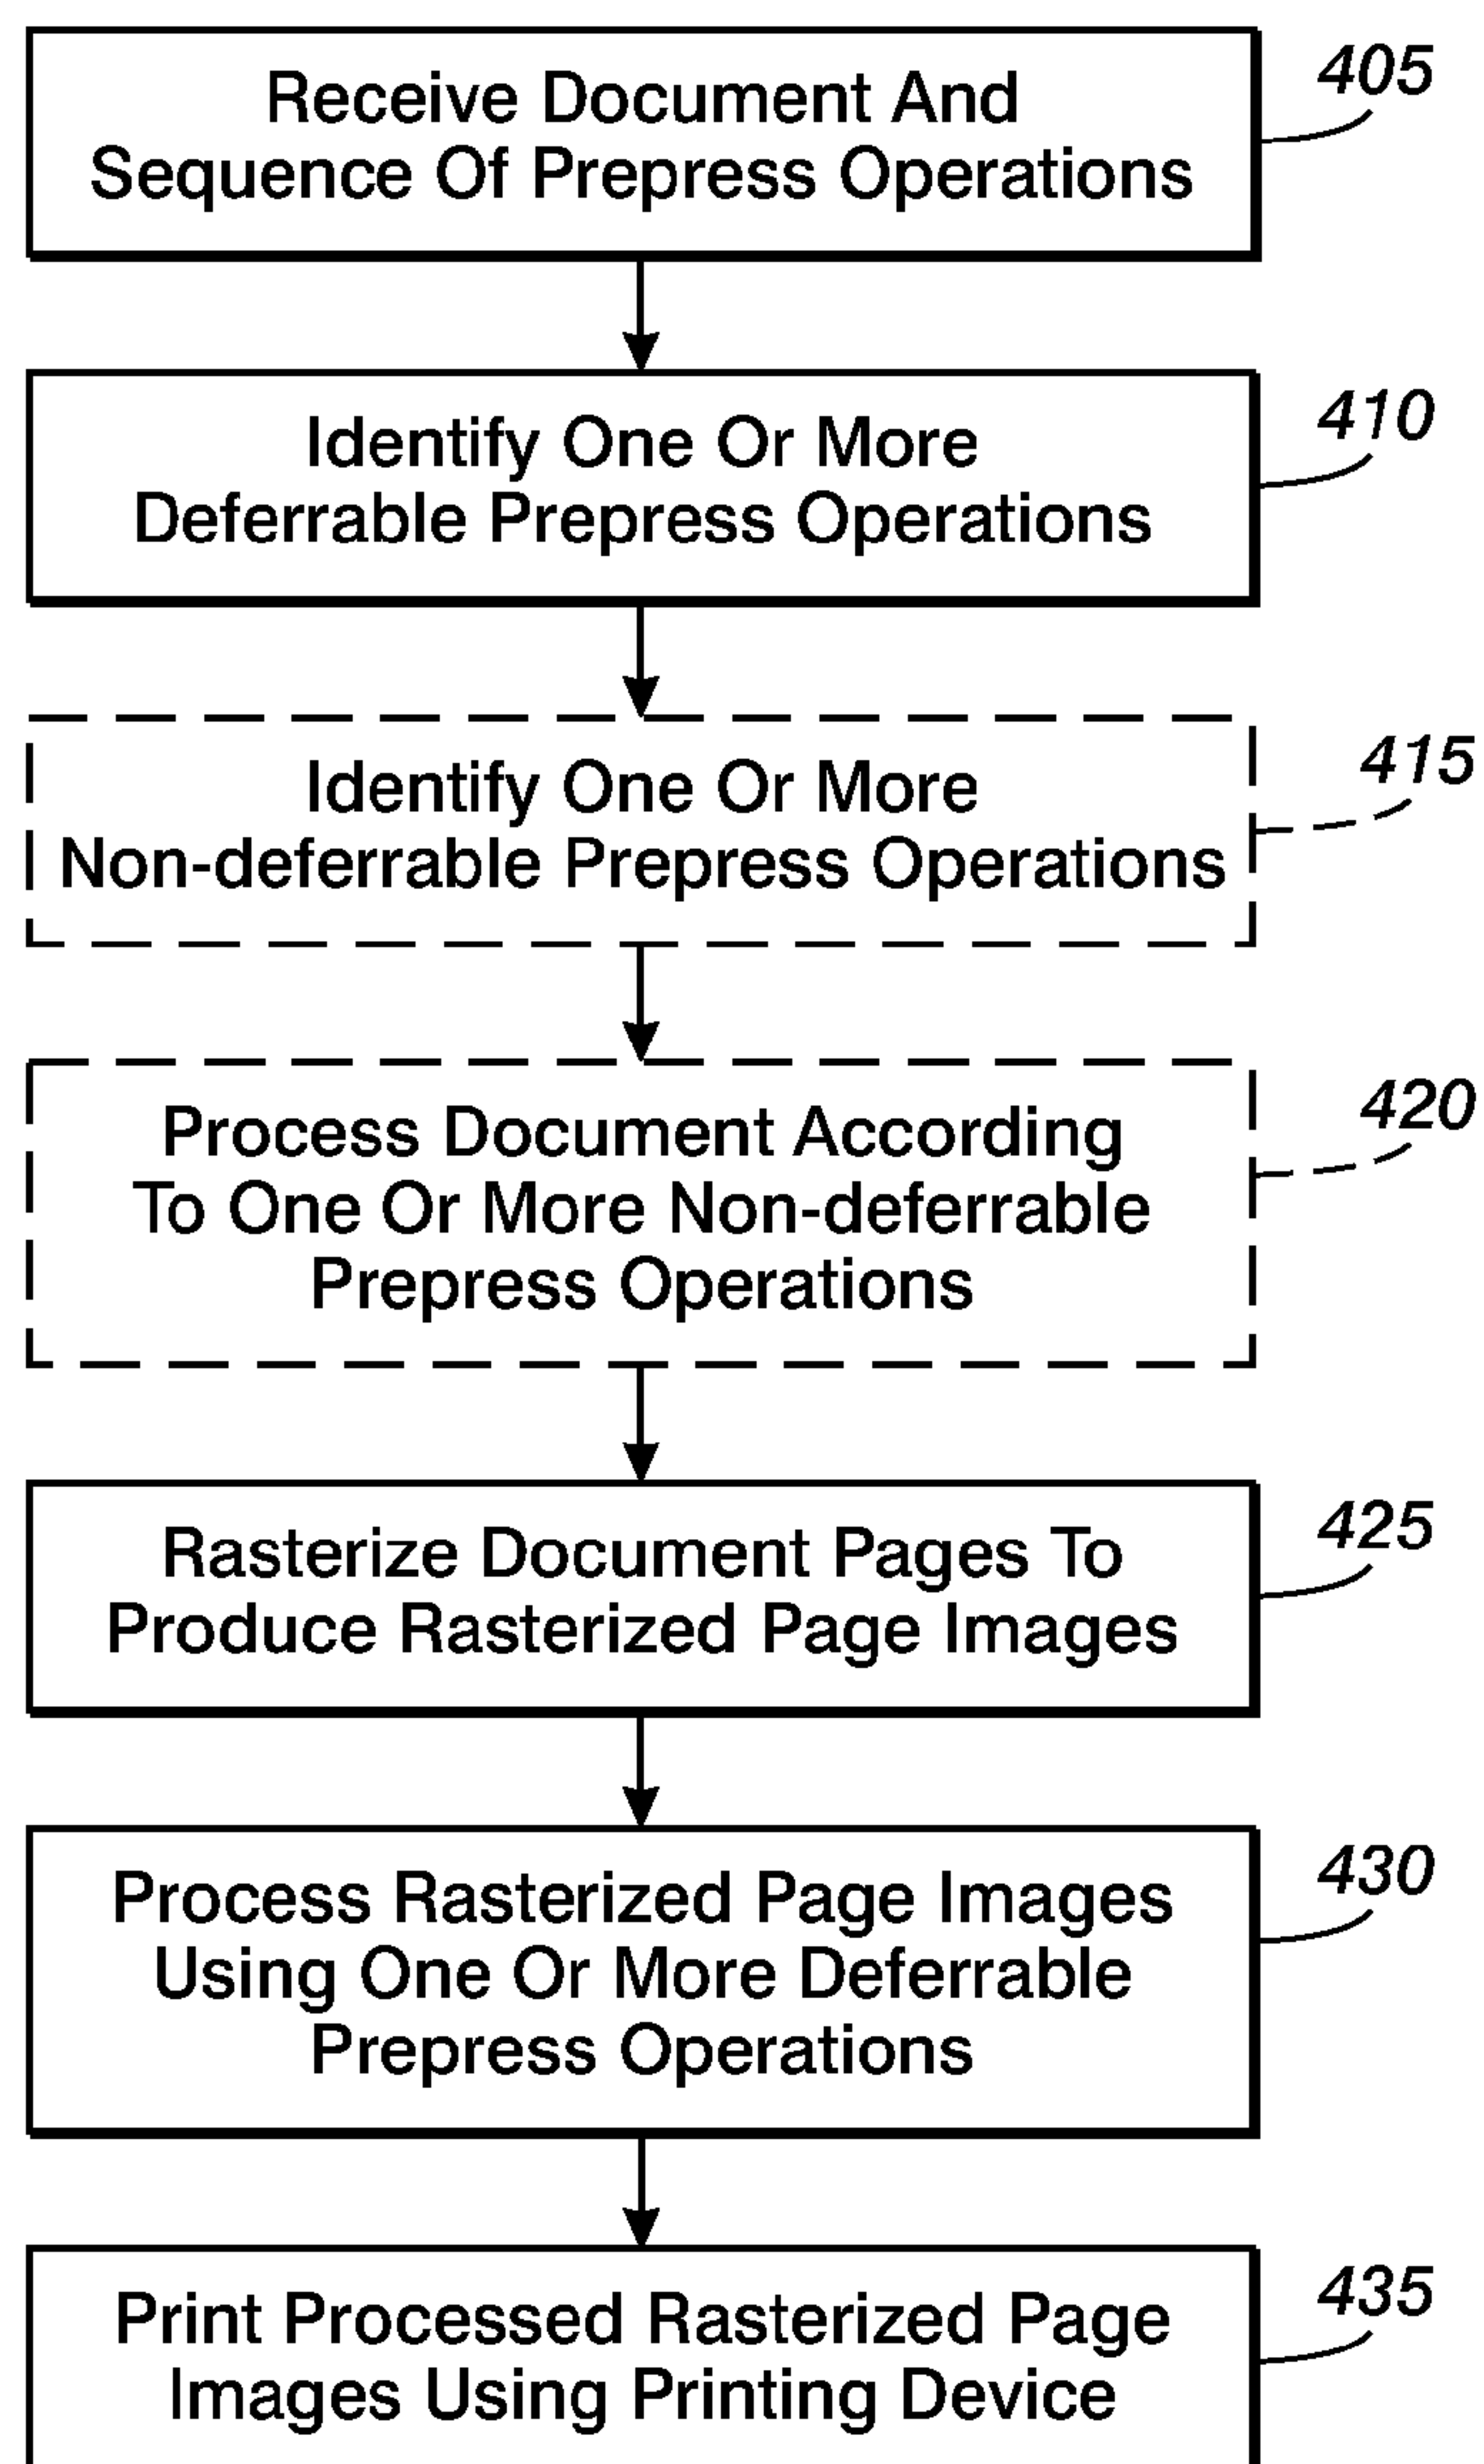 Receive Document And
Sequence Of Prepress Operations
405
Identify One Or More
Deferrable Prepress Operations
410
Identify One Or More
Non-deferrable Prepress Operations
415
Process Document According
To One Or More Non-deferrable
Prepress Operations
420
Rasterize Document Pages To
Produce Rasterized Page Images
425
Process Rasterized Page Images
Using One Or More Deferrable
Prepress Operations
430
Print Processed Rasterized Page
Images Using Printing Device
435